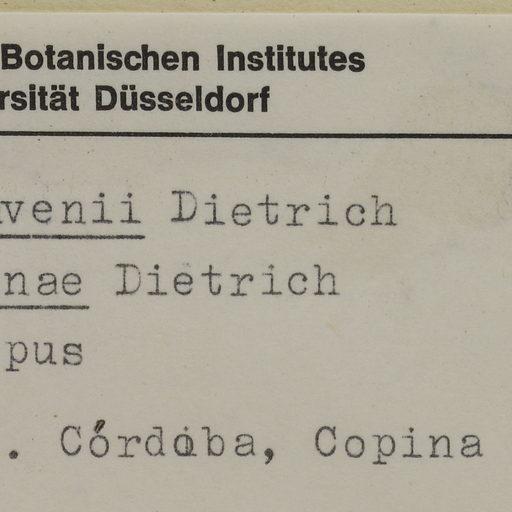 Botanischen Institutes
rsität Düsseldorf
venii Dietrich
nae Dietrich
pus
. Córdoba, Copina